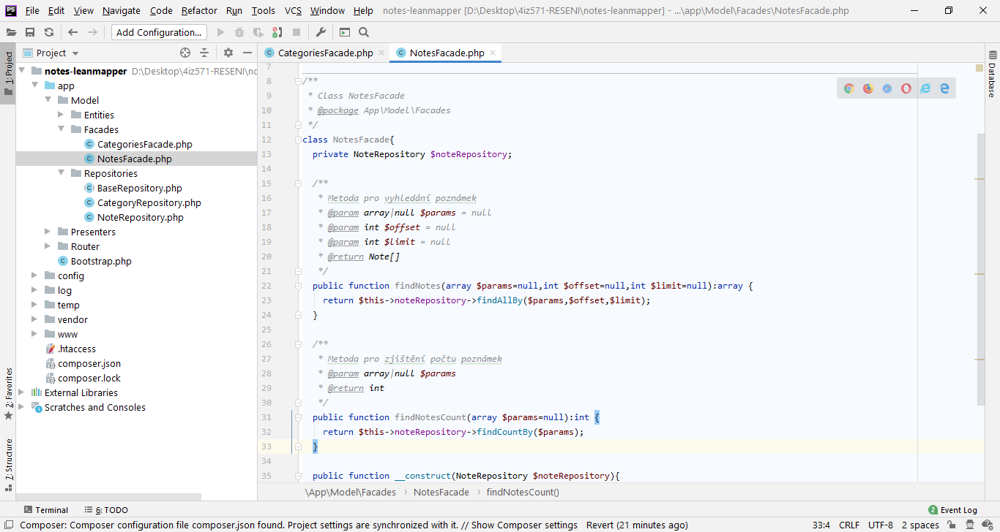 File Edit View Navigate Code Refactor Run Tools VCS Window Help notes-leanmapper [D:\Desktop\4iz571-RESENI\notes-leanmapper] - ...\app\Model\Facades\NotesFacade.php
Add Configuration...
1: Project
Project
CategoriesFacade.php
NotesFacade.php
Database
notes-leanmapper D:\Desktop\4iz571-RESENI\no
app
Model
Entities
Facades
CategoriesFacade.php
NotesFacade.php
Repositories
BaseRepository.php
CategoryRepository.php
NoteRepository.php
Presenters
Router
Bootstrap.php
config
log
temp
vendor
www
.htaccess
composer.json
composer.lock
External Libraries
Scratches and Consoles
2: Favorites
7: Structure
7
8 /**
9 * Class NotesFacade
10 * @package App\Model\Facades
11 */
12 class NotesFacade{
13 private NoteRepository $noteRepository;
14
15 /**
16 * Metoda pro vyhledání poznámek
17 * @param array|null $params = null
18 * @param int $offset = null
19 * @param int $limit = null
20 * @return Note[]
21 */
22 public function findNotes(array $params=null,int $offset=null,int $limit=null):array {
23 return $this->noteRepository->findAllBy($params,$offset,$limit);
24 }
25
26 /**
27 * Metoda pro zjištění počtu poznámek
28 * @param array|null $params
29 * @return int
30 */
31 public function findNotesCount(array $params=null):int {
32 return $this->noteRepository->findCountBy($params);
33 }
34
35 public function __construct(NoteRepository $noteRepository){
\App\Model\Facades › NotesFacade › findNotesCount()
Terminal 6: TODO 2 Event Log
Composer: Composer configuration file composer.json found. Project settings are synchronized with it. // Show Composer settings Revert (21 minutes ago) 33:4 CRLF UTF-8 2 spaces